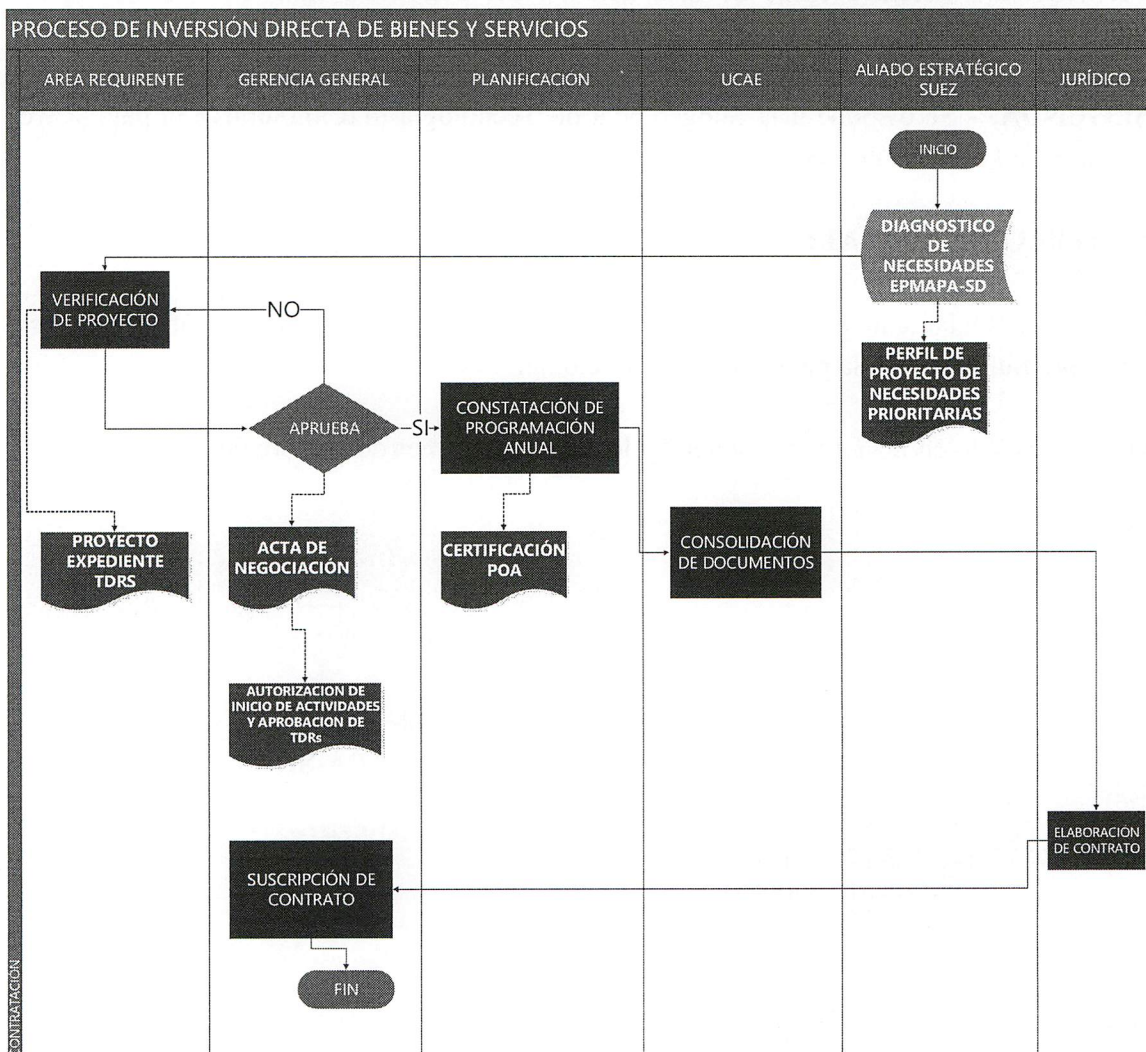 PROCESO DE INVERSIÓN DIRECTA DE BIENES Y SERVICIOS
AREA REQUIRENTE
GERENCIA GENERAL
PLANIFICACIÓN
UCAE
ALIADO ESTRATÉGICO
SUEZ
JURÍDICO
INICIO
DIAGNOSTICO
DE
NECESIDADES
EPMAPA-SD
VERIFICACIÓN
DE PROYECTO
NO
PERFIL DE
PROYECTO DE
NECESIDADES
PRIORITARIAS
APRUEBA
SI
CONSTATACIÓN DE
PROGRAMACIÓN
ANUAL
PROYECTO
EXPEDIENTE
TDRS
ACTA DE
NEGOCIACIÓN
CERTIFICACIÓN
POA
CONSOLIDACIÓN
DE DOCUMENTOS
AUTORIZACION DE
INICIO DE ACTIVIDADES
Y APROBACION DE
TDRs
ELABORACIÓN
DE CONTRATO
SUSCRIPCIÓN DE
CONTRATO
FIN
CONTRATACIÓN